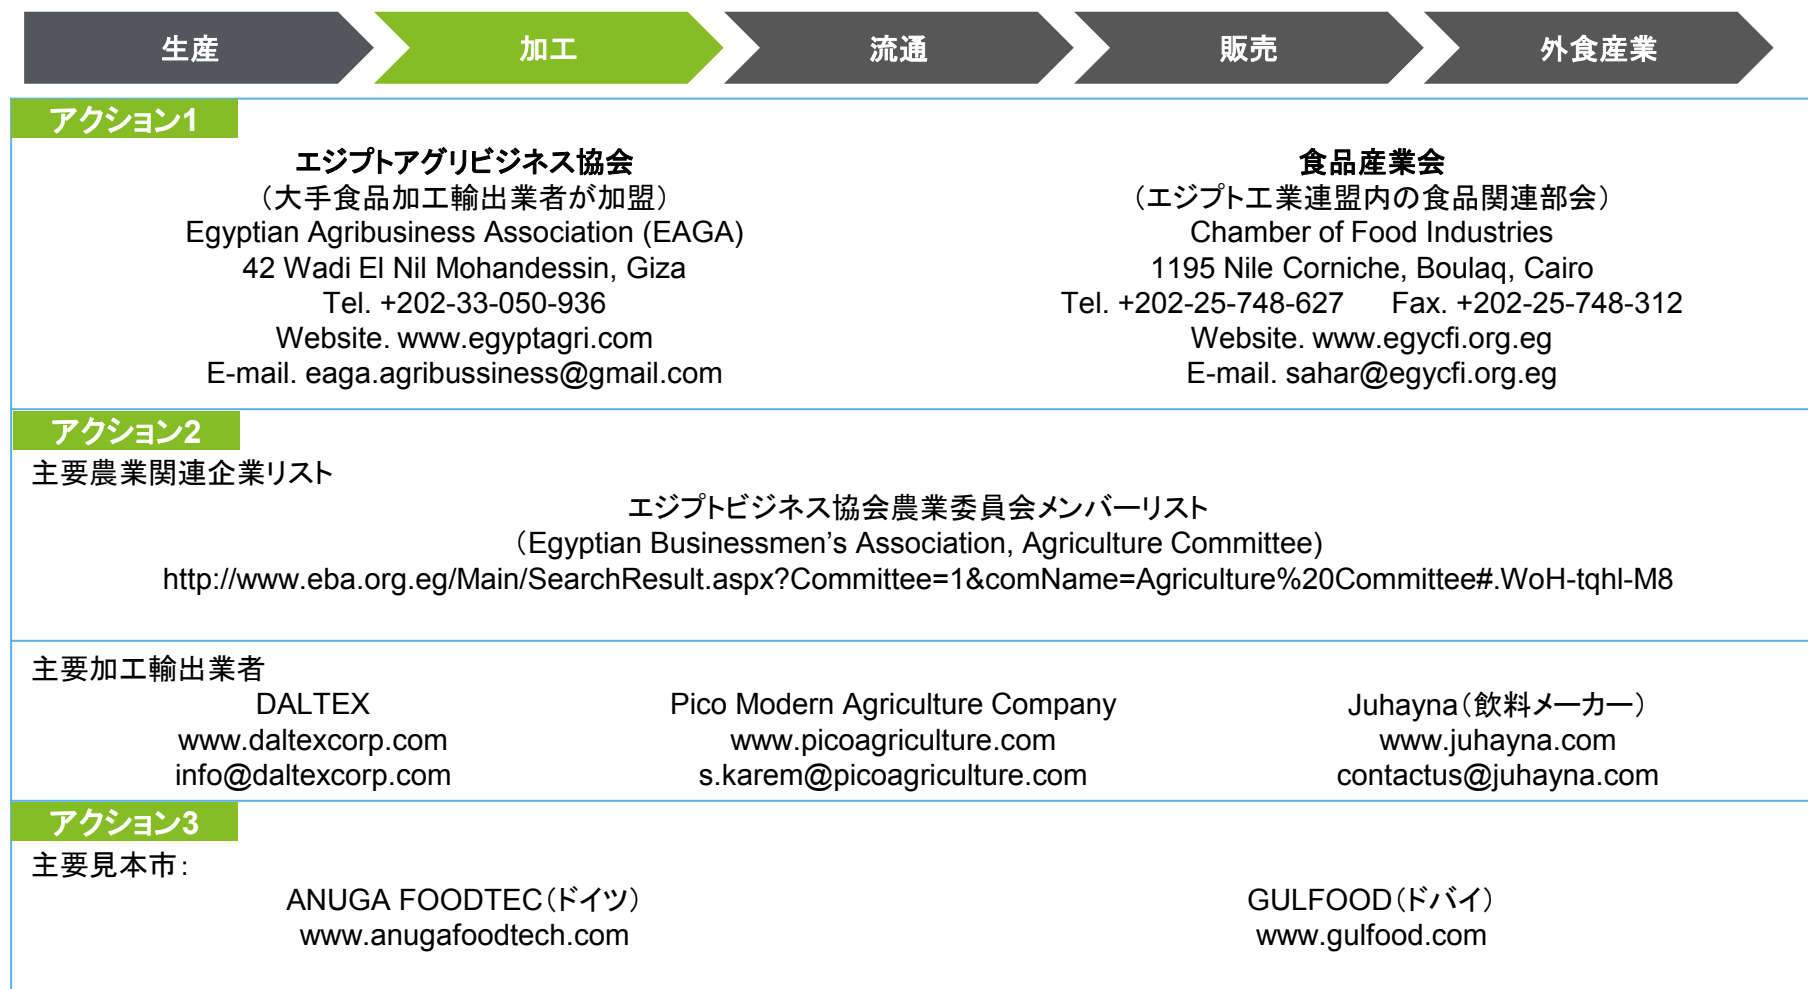 生産
加工
流通
販売
外食産業
アクション1
エジプトアグリビジネス協会
（大手食品加工輸出業者が加盟）
Egyptian Agribusiness Association (EAGA)
42 Wadi El Nil Mohandessin, Giza
Tel. +202-33-050-936
Website. www.egyptagri.com
E-mail. eaga.agribussiness@gmail.com
食品産業会
（エジプト工業連盟内の食品関連部会）
Chamber of Food Industries
1195 Nile Corniche, Boulaq, Cairo
Tel. +202-25-748-627 Fax. +202-25-748-312
Website. www.egycfi.org.eg
E-mail. sahar@egycfi.org.eg
アクション2
主要農業関連企業リスト
エジプトビジネス協会農業委員会メンバーリスト
（Egyptian Businessmen's Association, Agriculture Committee)
http://www.eba.org.eg/Main/SearchResult.aspx?Committee=1&comName=Agriculture%20Committee#.WoH-tqhl-M8
主要加工輸出業者
DALTEX
www.daltexcorp.com
info@daltexcorp.com
Pico Modern Agriculture Company
www.picoagriculture.com
s.karem@picoagriculture.com
Juhayna（飲料メーカー）
www.juhayna.com
contactus@juhayna.com
アクション3
主要見本市：
ANUGA FOODTEC（ドイツ）
www.anugafoodtech.com
GULFOOD（ドバイ）
www.gulfood.com